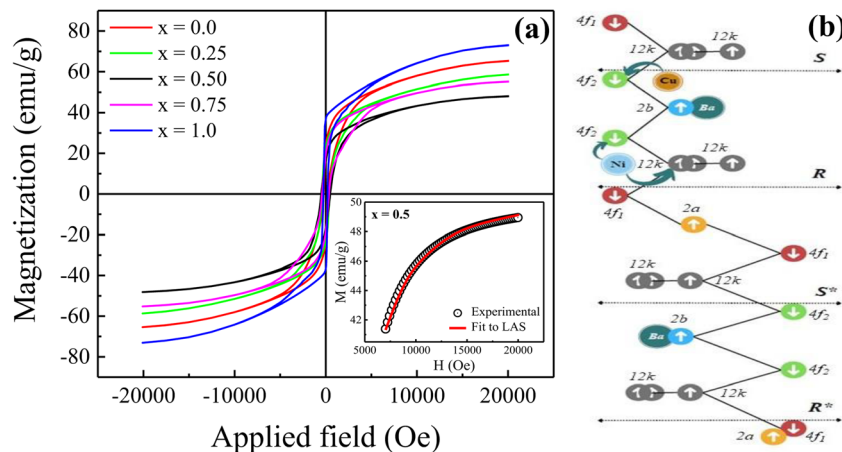 (a)
x = 0.0
x = 0.25
x = 0.50
x = 0.75
x = 1.0
Magnetization (emu/g)
80
60
40
20
0
-20
-40
-60
-80
-20000
-10000
0
10000
20000
Applied field (Oe)
x = 0.5
M (emu/g)
50
48
46
44
42
Experimental
Fit to LAS
5000
10000
15000
20000
H (Oe)
(b)
4f1
12k
12k
S
4f2
Cu
2b
Ba
4f2
12k
Ni
12k
R
4f1
2a
4f1
12k
12k
S*
4f2
2b
Ba
4f2
12k
12k
R*
2a
4f1